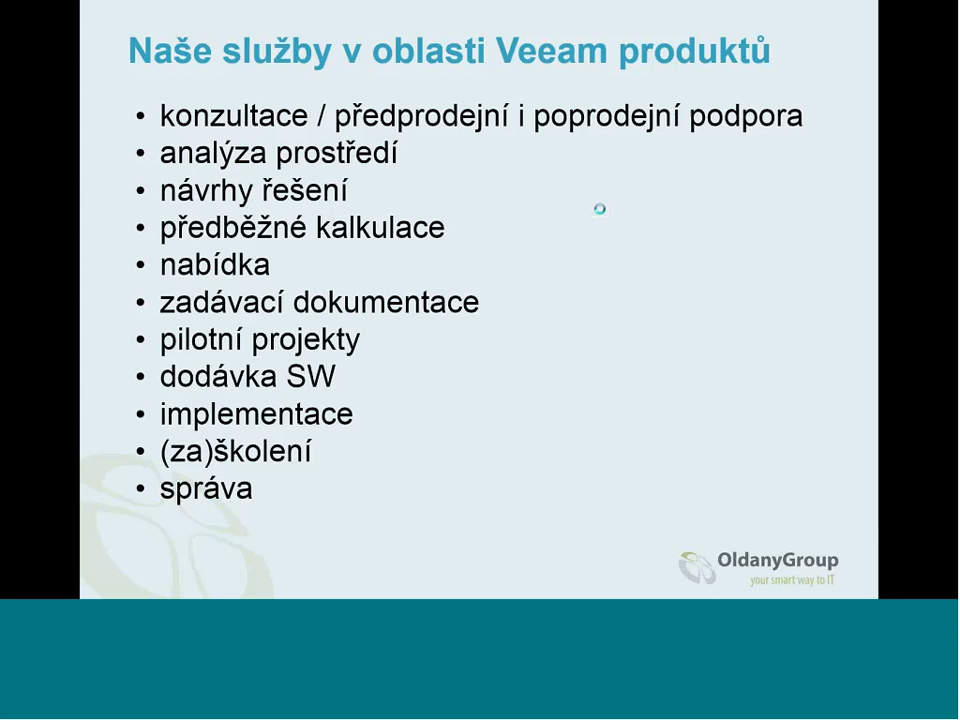 Naše služby v oblasti Veeam produktů
• konzultace / předprodejní i poprodejní podpora
• analýza prostředí
• návrhy řešení
• předběžné kalkulace
• nabídka
• zadávací dokumentace
• pilotní projekty
• dodávka SW
• implementace
• (za)školení
• správa
OldanyGroup
your smart way to IT